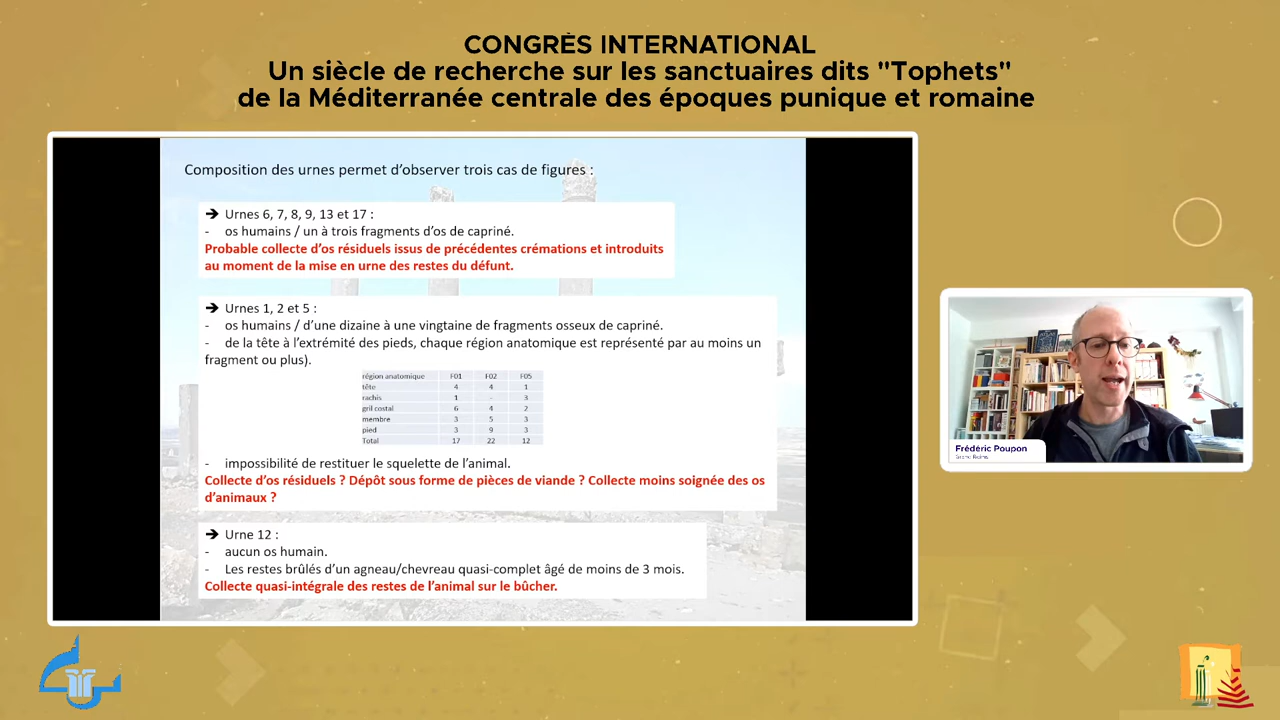 CONGRÈS INTERNATIONAL
Un siècle de recherche sur les sanctuaires dits "Tophets"
de la Méditerranée centrale des époques punique et romaine
Composition des urnes permet d'observer trois cas de figures :
➔ Urnes 6, 7, 8, 9, 13 et 17 :
- os humains / un à trois fragments d'os de capriné.
Probable collecte d'os résiduels issus de précédentes crémations et introduits
au moment de la mise en urne des restes du défunt.
➔ Urnes 1, 2 et 5 :
- os humains / d'une dizaine à une vingtaine de fragments osseux de capriné.
- de la tête à l'extrémité des pieds, chaque région anatomique est représenté par au moins un
fragment ou plus).
région anatomique F01 F02 F05
tête 4 4 1
rachis 1 - 3
gril costal 6 4 2
membre 3 5 3
pied 3 9 3
Total 17 22 12
- impossibilité de restituer le squelette de l'animal.
Collecte d'os résiduels ? Dépôt sous forme de pièces de viande ? Collecte moins soignée des os
d'animaux ?
➔ Urne 12 :
- aucun os humain.
- Les restes brûlés d'un agneau/chevreau quasi-complet âgé de moins de 3 mois.
Collecte quasi-intégrale des restes de l'animal sur le bûcher.
ATLAS
Frédéric Poupon
Grand Reims